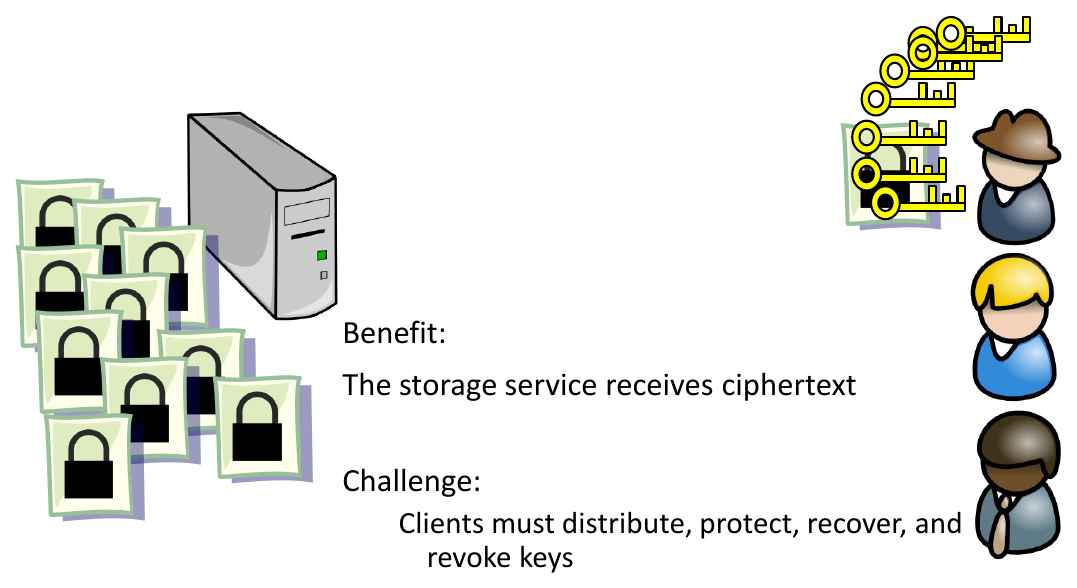 Benefit:
The storage service receives ciphertext
Challenge:
Clients must distribute, protect, recover, and
revoke keys